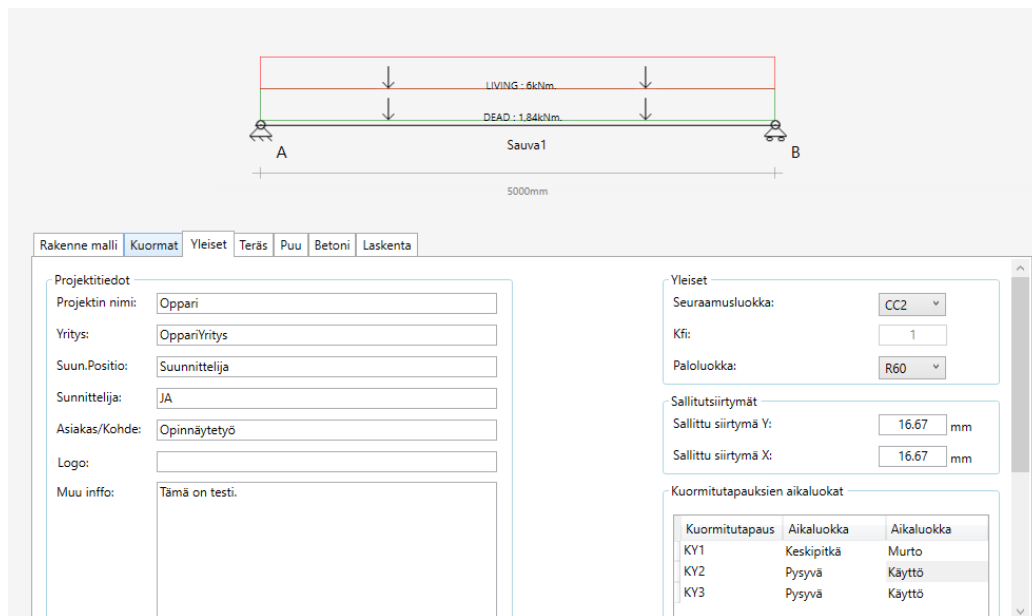 LIVING : 6kNm.
DEAD : 1,84kNm.
A
Sauva1
B
5000mm
Rakenne malli Kuormat Yleiset Teräs Puu Betoni Laskenta
Projektitiedot
Projektin nimi: Oppari
Yritys: OppariYritys
Suun.Positio: Suunnittelija
Sunnittelija: JA
Asiakas/Kohde: Opinnäytetyö
Logo:
Muu inffo: Tämä on testi.
Yleiset
Seuraamusluokka: CC2
Kfi: 1
Paloluokka: R60
Sallitutsiirtymät
Sallittu siirtymä Y: 16.67 mm
Sallittu siirtymä X: 16.67 mm
Kuormitutapauksien aikaluokat
Kuormitutapaus Aikaluokka Aikaluokka
KY1 Keskipitkä Murto
KY2 Pysyvä Käyttö
KY3 Pysyvä Käyttö